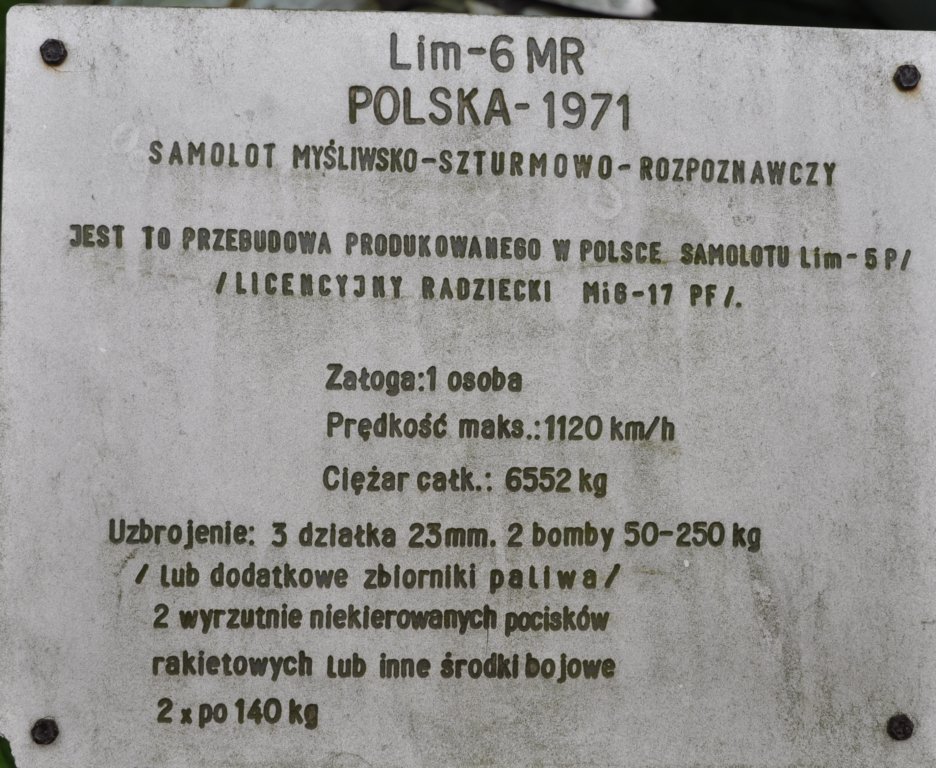 Lim-6 MR
POLSKA-1971
SAMOLOT MYŚLIWSKO-SZTURMOWO-ROZPOZNAWCZY
JEST TO PRZEBUDOWA PRODUKOWANEGO W POLSCE SAMOLOTU Lim-5P/
/LICENCYJNY RADZIECKI MiG-17 PF/.
Załoga:1 osoba
Prędkość maks.:1120 km/h
Ciężar całk.: 6552 kg
Uzbrojenie: 3 działka 23mm. 2 bomby 50-250 kg
/lub dodatkowe zbiorniki paliwa/
2 wyrzutnie niekierowanych pocisków
rakietowych lub inne środki bojowe
2 x po 140 kg